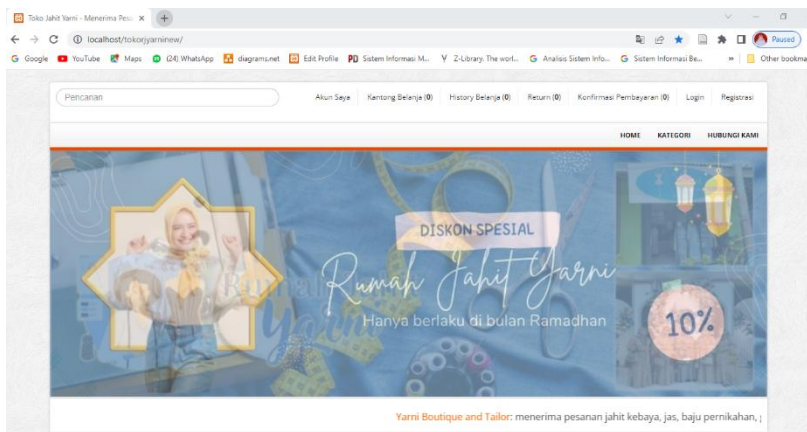 Toko Jahit Yarni - Menerima Pesa
localhost/tokorjyarninew/
Paused
Google YouTube Maps (24) WhatsApp diagrams.net Edit Profile Sistem Informasi M... Z-Library. The worl... Analisis Sistem Info... Sistem Informasi Be... » Other bookma
Pencarian Akun Saya Kantong Belanja (0) History Belanja (0) Return (0) Konfirmasi Pembayaran (0) Login Registrasi
HOME KATEGORI HUBUNGI KAMI
DISKON SPESIAL
Rumah Jahit Yarni
Hanya berlaku di bulan Ramadhan
10%
Yarni Boutique and Tailor: menerima pesanan jahit kebaya, jas, baju pernikahan,